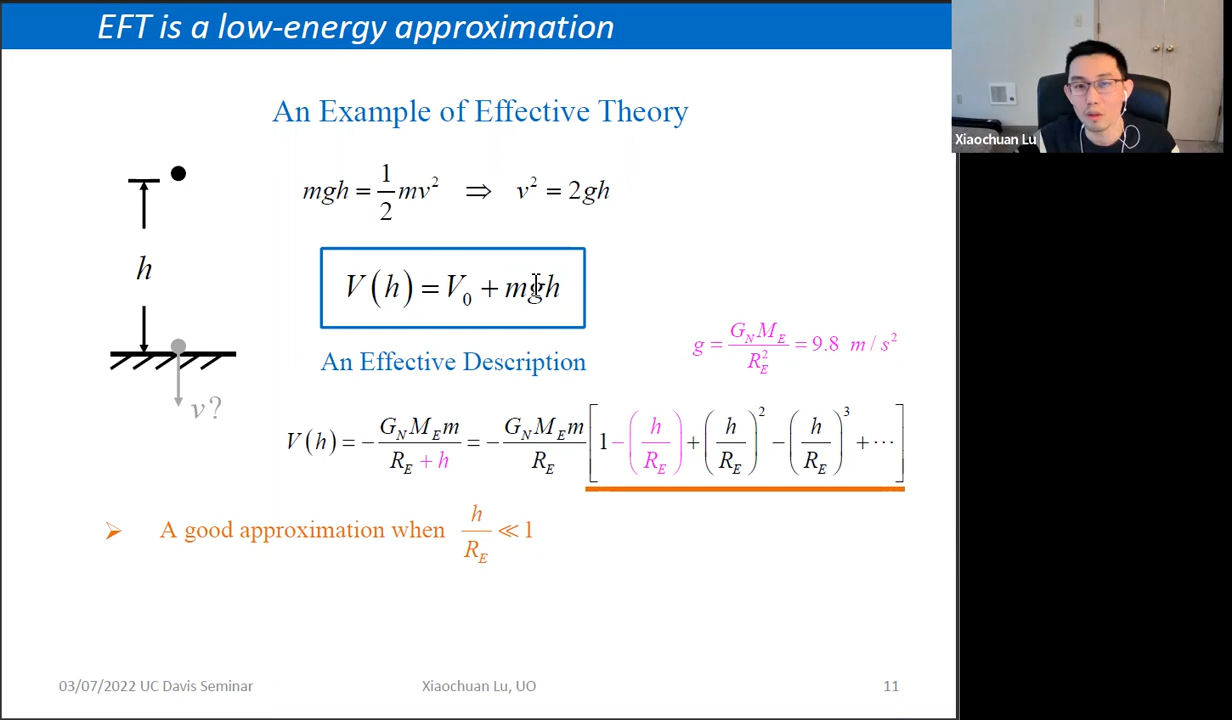 EFT is a low-energy approximation
Xiaochuan Lu
An Example of Effective Theory
mgh = 1/2 mv² ⇒ v² = 2gh
h
V(h) = V₀ + mgh
An Effective Description
g = G_N M_E / R_E² = 9.8 m/s²
v?
V(h) = − G_N M_E m / (R_E + h) = − G_N M_E m / R_E [1 − (h/R_E) + (h/R_E)² − (h/R_E)³ + ⋯]
➢ A good approximation when h/R_E ≪ 1
03/07/2022 UC Davis Seminar
Xiaochuan Lu, UO
11